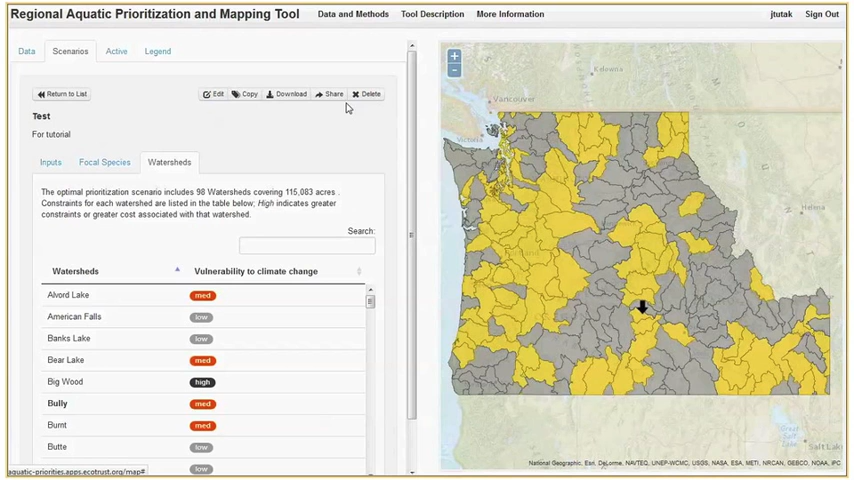 Regional Aquatic Prioritization and Mapping Tool Data and Methods Tool Description More Information jtutak Sign Out
Data Scenarios Active Legend
Return to List Edit Copy Download Share Delete
Test
For tutorial
Inputs Focal Species Watersheds
The optimal prioritization scenario includes 98 Watersheds covering 115,083 acres .
Constraints for each watershed are listed in the table below; High indicates greater
constraints or greater cost associated with that watershed.
Search:
Watersheds Vulnerability to climate change
Alvord Lake med
American Falls low
Banks Lake low
Bear Lake med
Big Wood high
Bully med
Burnt med
Butte low
low
aquatic-priorities.apps.ecotrust.org/map#
+
-
Kelowna
Vancouver
Victoria
Helena
Great
Salt Lake
National Geographic, Esri, DeLorme, NAVTEQ, UNEP-WCMC, USGS, NASA, ESA, METI, NRCAN, GEBCO, NOAA, iPC